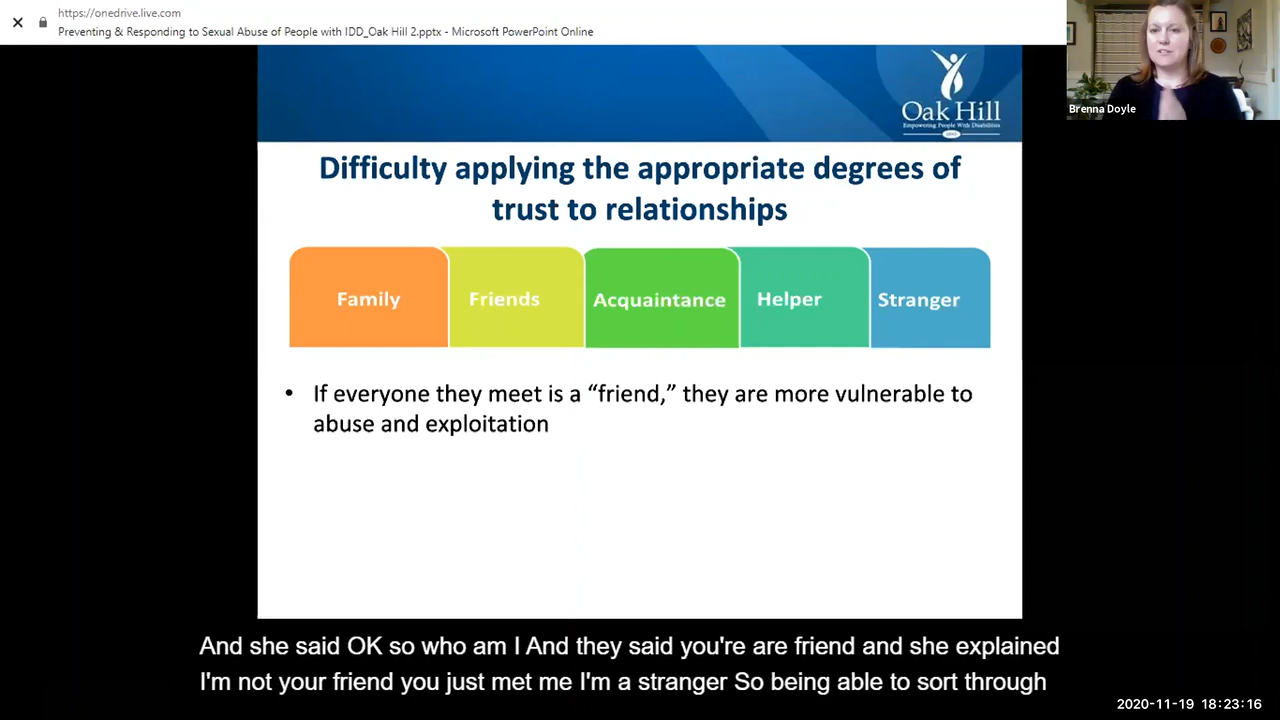 https://onedrive.live.com
Preventing & Responding to Sexual Abuse of People with IDD_Oak Hill 2.pptx - Microsoft PowerPoint Online
Brenna Doyle
Oak Hill
Empowering People With Disabilities
Difficulty applying the appropriate degrees of
trust to relationships
Family
Friends
Acquaintance
Helper
Stranger
• If everyone they meet is a “friend,” they are more vulnerable to
abuse and exploitation
And she said OK so who am I And they said you're are friend and she explained
I'm not your friend you just met me I'm a stranger So being able to sort through
2020-11-19 18:23:16